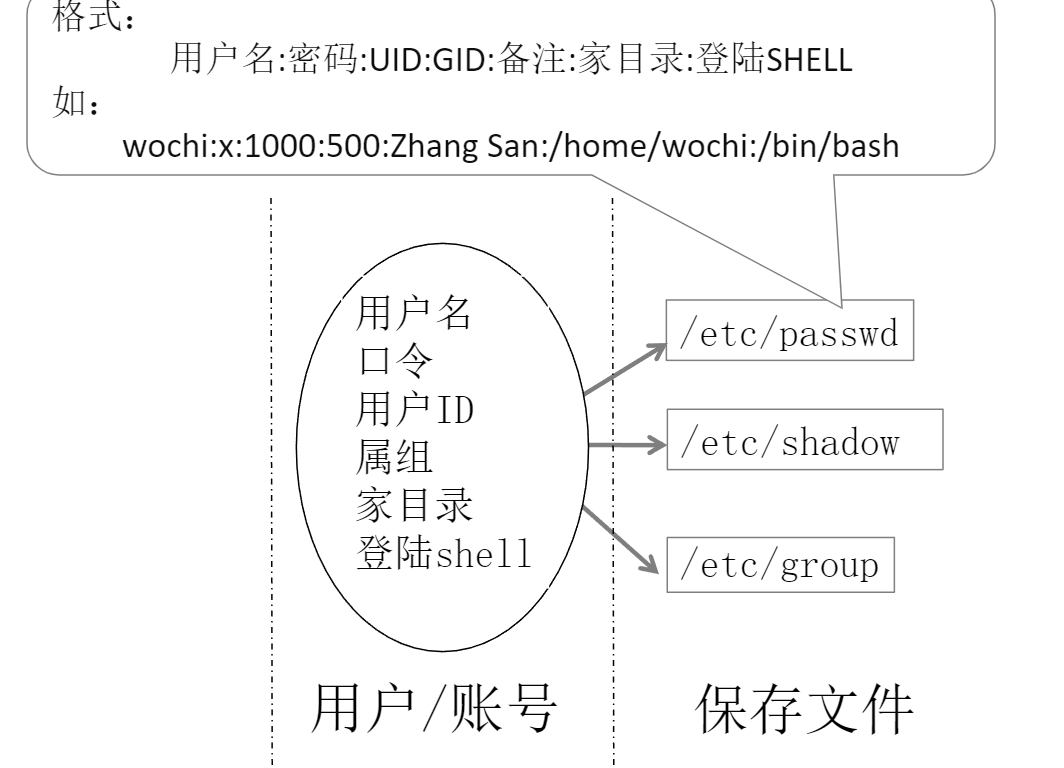 格式：
用户名:密码:UID:GID:备注:家目录:登陆SHELL
如：
wochi:x:1000:500:Zhang San:/home/wochi:/bin/bash
用户名
口令
用户ID
属组
家目录
登陆shell
/etc/passwd
/etc/shadow
/etc/group
用户/账号
保存文件